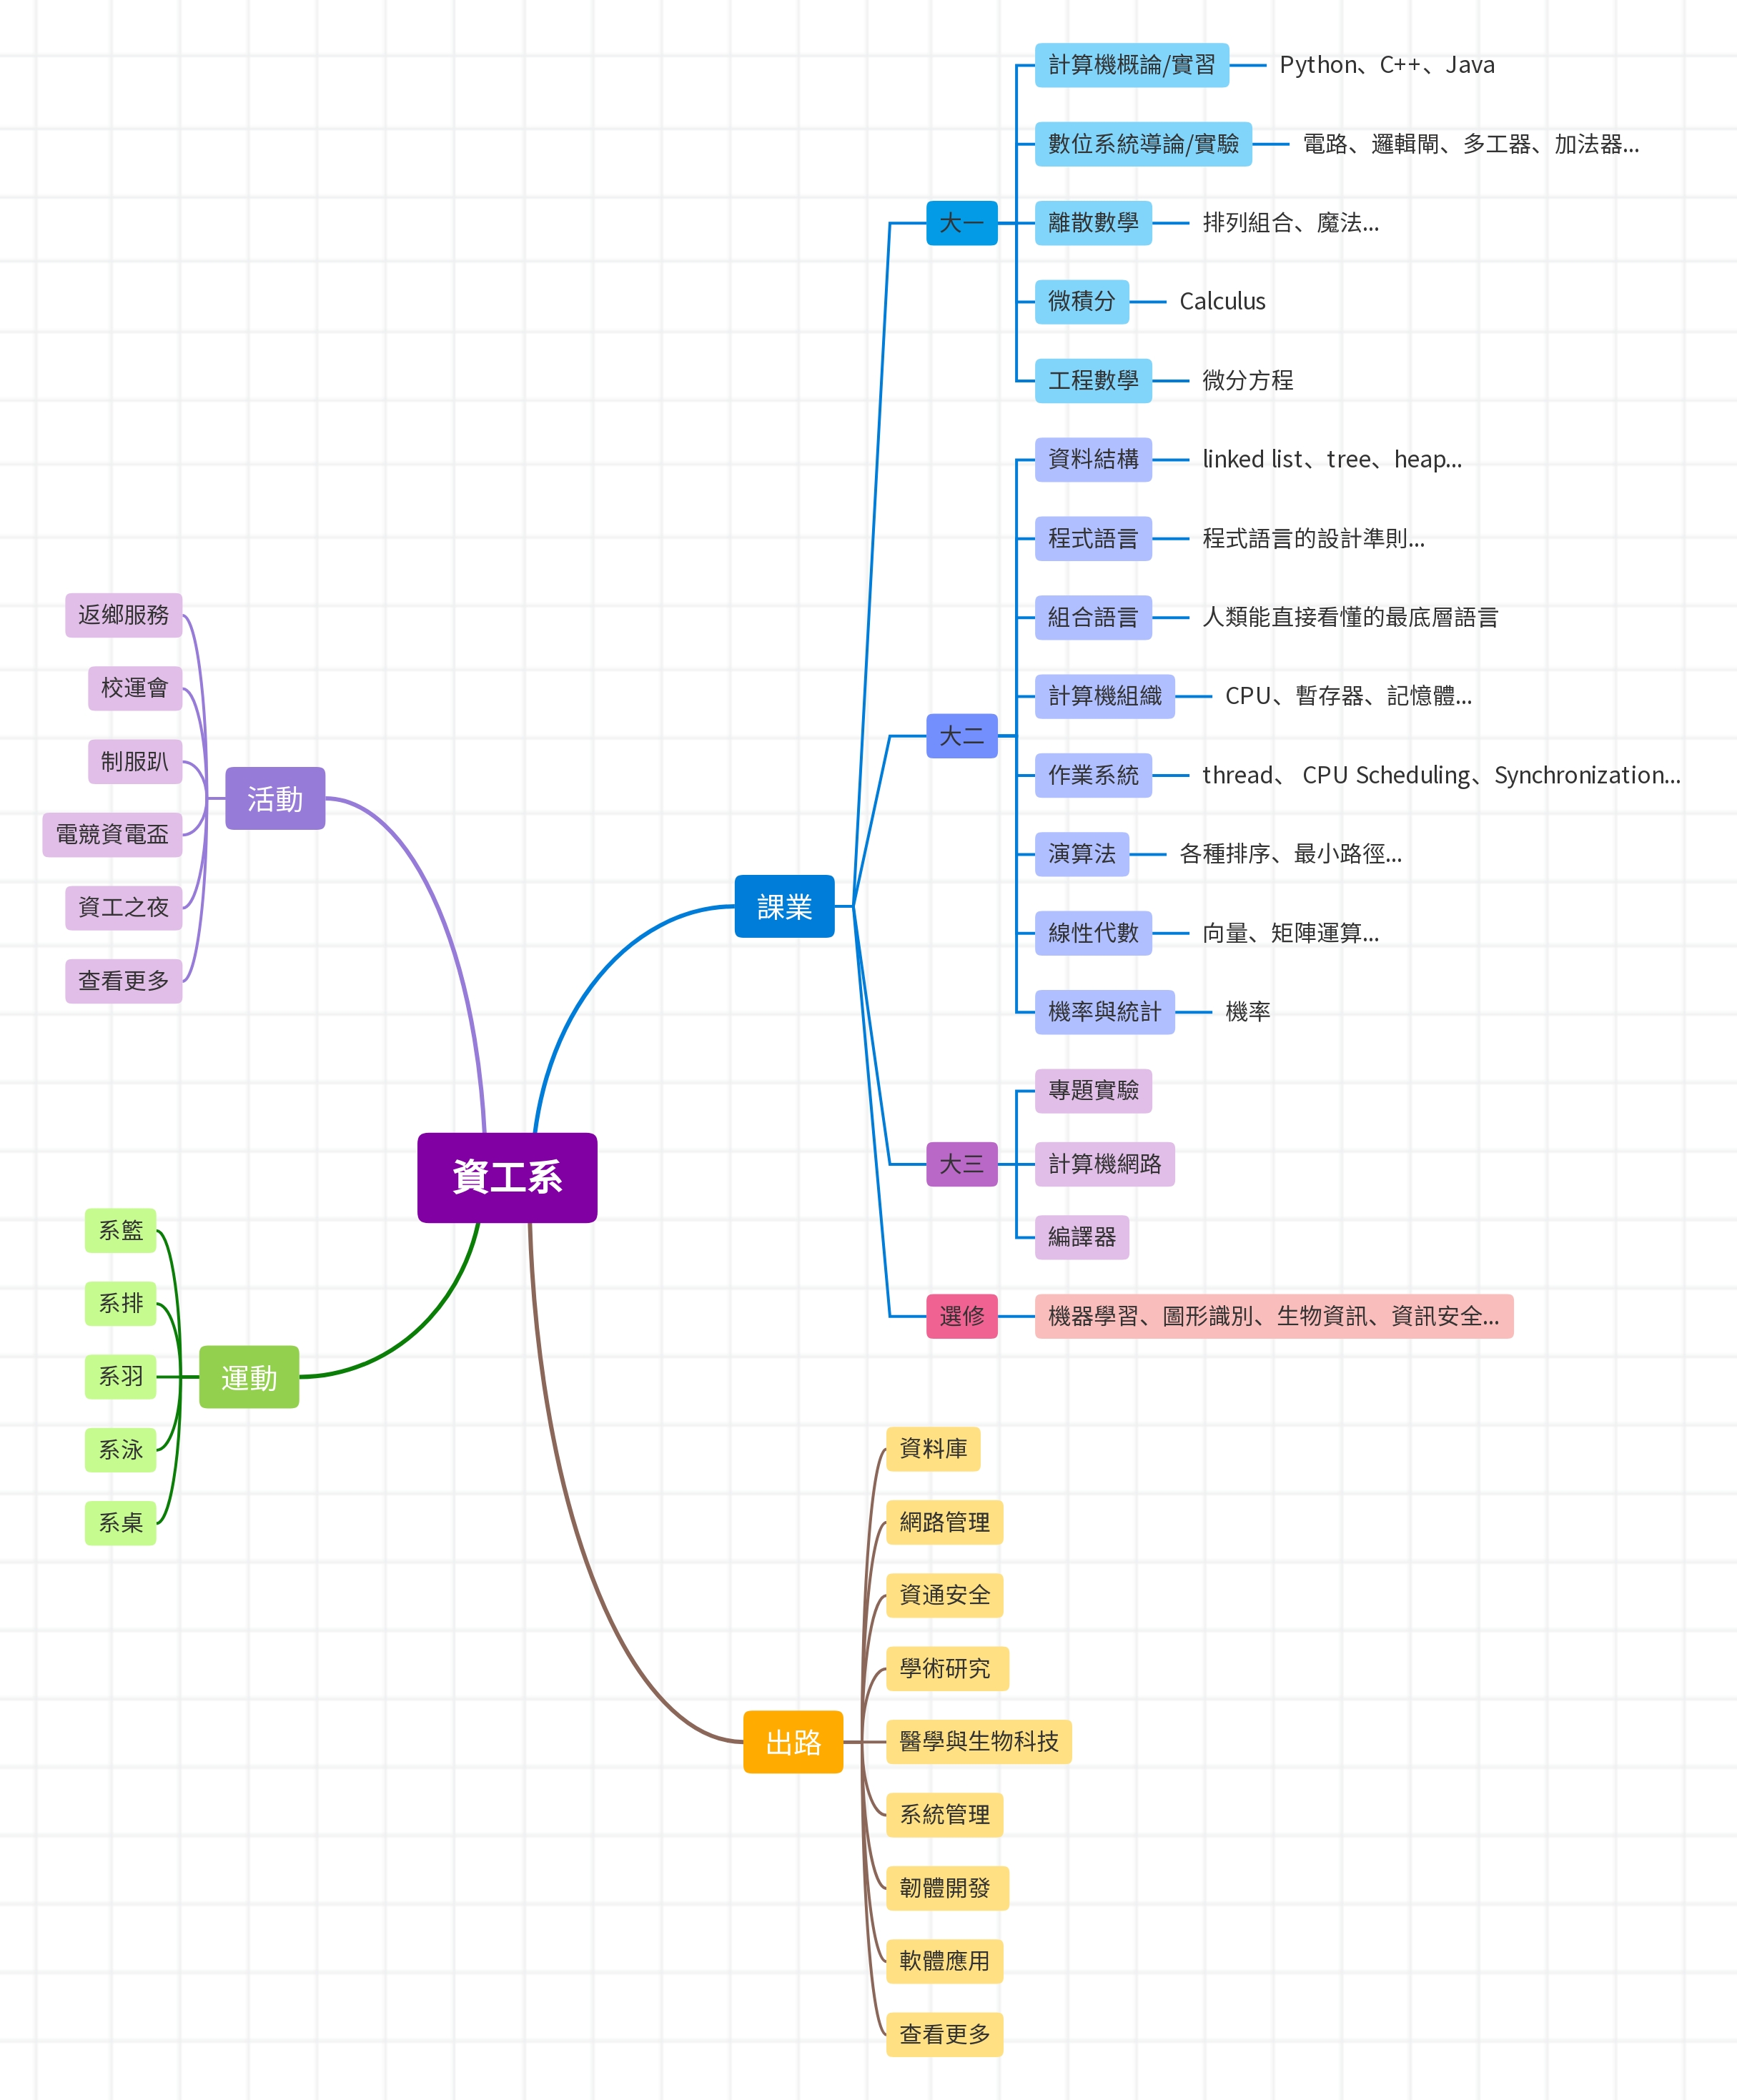 資工系
課業
大一
計算機概論/實習
Python、C++、Java
數位系統導論/實驗
電路、邏輯閘、多工器、加法器...
離散數學
排列組合、魔法...
微積分
Calculus
工程數學
微分方程
大二
資料結構
linked list、tree、heap...
程式語言
程式語言的設計準則...
組合語言
人類能直接看懂的最底層語言
計算機組織
CPU、暫存器、記憶體...
作業系統
thread、 CPU Scheduling、Synchronization...
演算法
各種排序、最小路徑...
線性代數
向量、矩陣運算...
機率與統計
機率
大三
專題實驗
計算機網路
編譯器
選修
機器學習、圖形識別、生物資訊、資訊安全...
出路
資料庫
網路管理
資通安全
學術研究
醫學與生物科技
系統管理
韌體開發
軟體應用
查看更多
活動
返鄉服務
校運會
制服趴
電競資電盃
資工之夜
查看更多
運動
系籃
系排
系羽
系泳
系桌